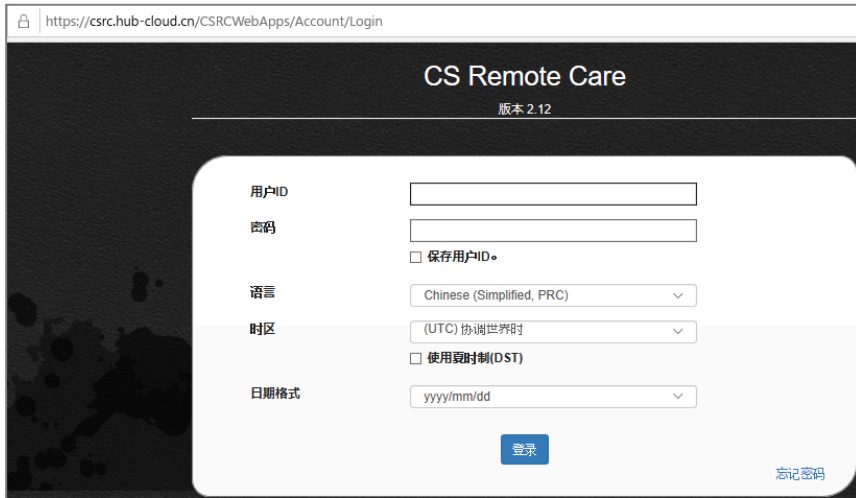 https://csrc.hub-cloud.cn/CSRCWebApps/Account/Login
CS Remote Care
版本 2.12
用户ID
密码
保存用户ID。
语言
Chinese (Simplified, PRC)
时区
(UTC) 协调世界时
使用夏时制(DST)
日期格式
yyyy/mm/dd
登录
忘记密码